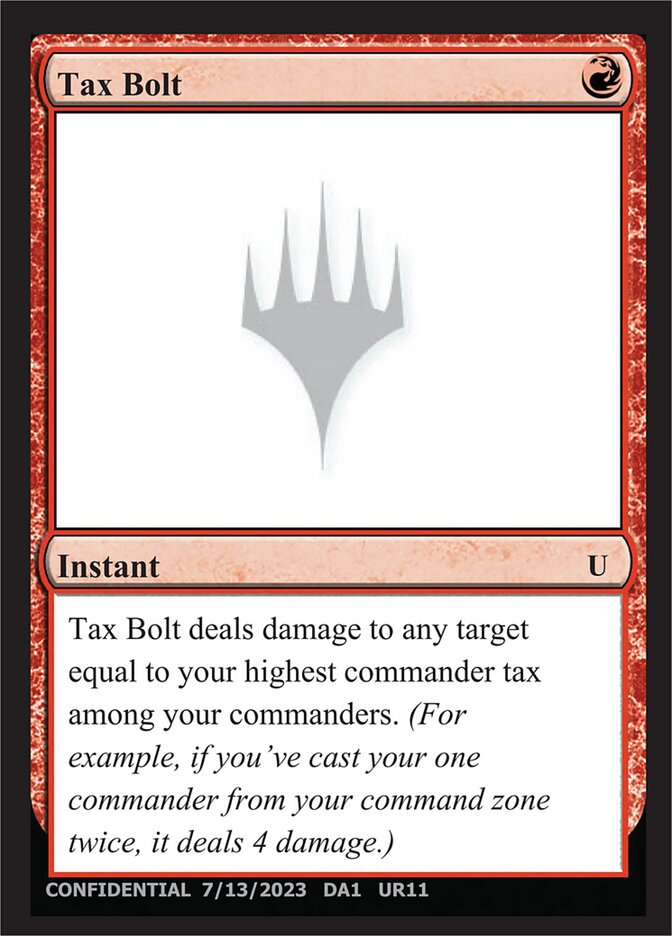 Tax Bolt
Instant U
Tax Bolt deals damage to any target
equal to your highest commander tax
among your commanders. (For
example, if you’ve cast your one
commander from your command zone
twice, it deals 4 damage.)
CONFIDENTIAL 7/13/2023 DA1 UR11